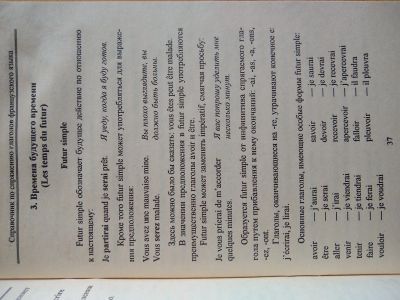 Справочник по спряжению глаголов французского языка
3. Времена будущего времени
(Les temps du futur)
Futur simple
Futur simple обозначает будущее действие по отношению
к настоящему:
Je partirai quand je serai prêt. Я уеду, когда я буду готов.
Кроме того futur simple может употребляться для выраже-
ния предположения:
Vous avez une mauvaise mine. Вы плохо выглядите, вы
Vous serez malade. должно быть больны.
Здесь можно было бы сказать vous êtes peut être malade.
В значении предположения в futur simple употребляются
преимущественно глаголы avoir и être.
Futur simple может заменить impératif, смягчая просьбу:
Je vous prierai de m'accorder Я вас попрошу уделить мне
quelques minutes. несколько минут.
Образуется futur simple от инфинитива спрягаемого гла-
гола путем прибавления к нему окончаний: -ai, -as, -a, -ons,
-ez, -ont.
Глаголы, оканчивающиеся на -re, утрачивают конечное e:
j'écrirai, je lirai.
Основные глаголы, имеющие особые формы futur simple:
avoir — j'aurai savoir — je saurai
être — je serai devoir — je devrai
aller — j'irai recevoir — je recevrai
venir — je viendrai apercevoir — j'apercevrai
tenir — je tiendrai falloir — il faudra
faire — je ferai pleuvoir — il pleuvra
vouloir — je voudrai
37